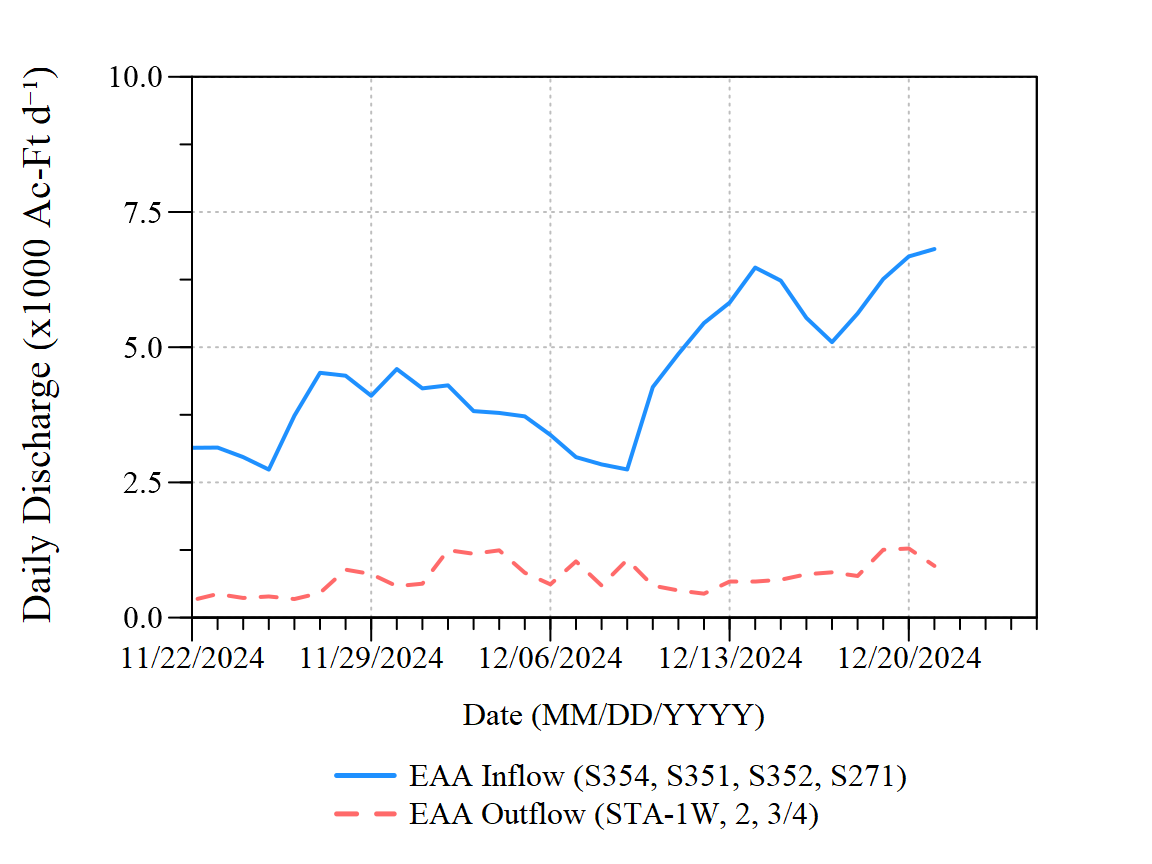 Daily Discharge (x1000 Ac-Ft d⁻¹)
10.0
7.5
5.0
2.5
0.0
11/22/2024 11/29/2024 12/06/2024 12/13/2024 12/20/2024
Date (MM/DD/YYYY)
EAA Inflow (S354, S351, S352, S271)
EAA Outflow (STA-1W, 2, 3/4)